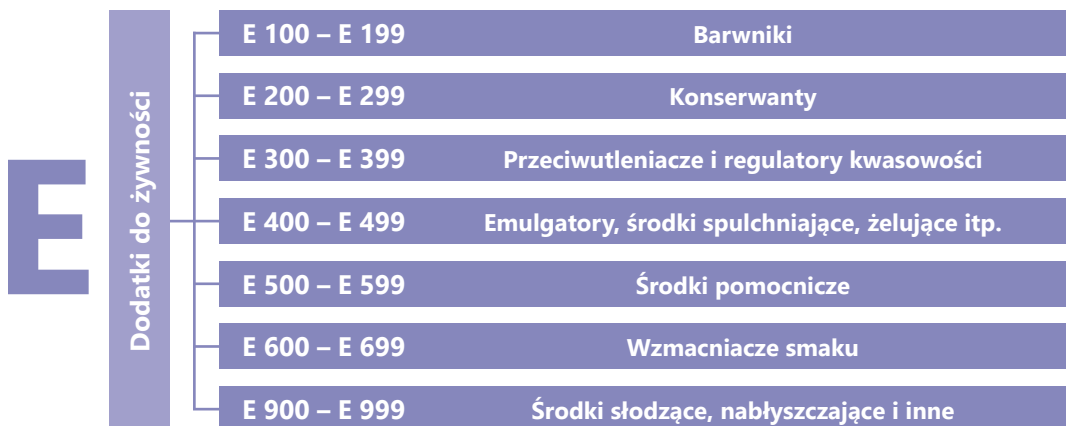 E
Dodatki do żywności
E 100 – E 199 Barwniki
E 200 – E 299 Konserwanty
E 300 – E 399 Przeciwutleniacze i regulatory kwasowości
E 400 – E 499 Emulgatory, środki spulchniające, żelujące itp.
E 500 – E 599 Środki pomocnicze
E 600 – E 699 Wzmacniacze smaku
E 900 – E 999 Środki słodzące, nabłyszczające i inne